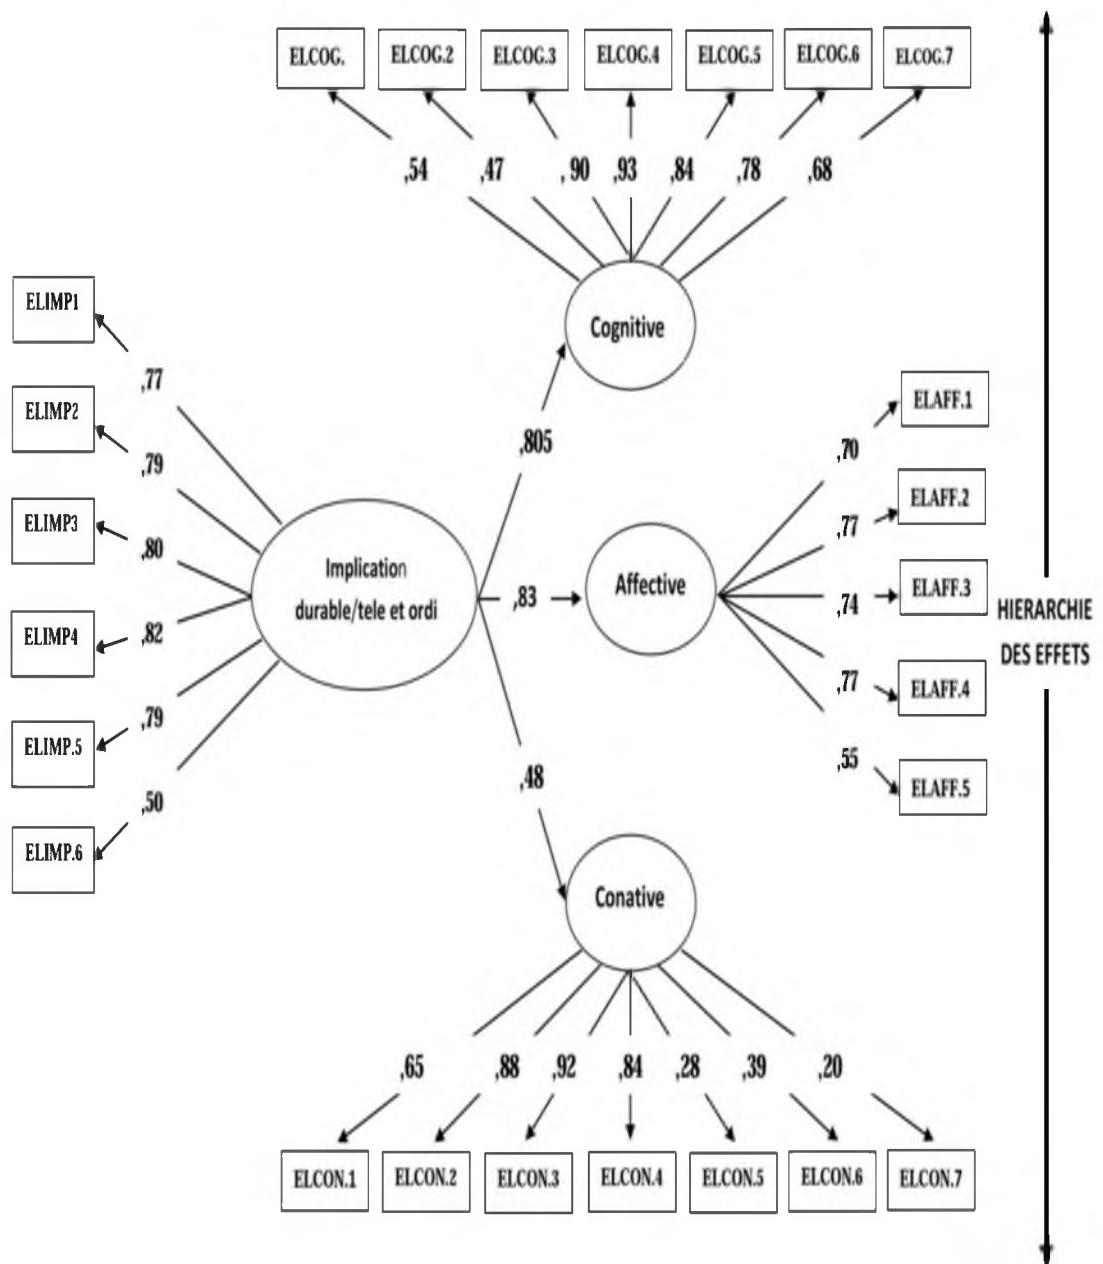 ELCOG.
ELCOG.2
ELCOG.3
ELCOG.4
ELCOG.5
ELCOG.6
ELCOG.7
,54
,47
,90
,93
,84
,78
,68
Cognitive
ELIMP1
ELIMP2
ELIMP3
ELIMP4
ELIMP.5
ELIMP.6
,77
,79
,80
,82
,79
,50
Implication
durable/tele et ordi
,805
,83
,48
Affective
,70
,77
,74
,77
,55
ELAFF.1
ELAFF.2
ELAFF.3
ELAFF.4
ELAFF.5
HIERARCHIE
DES EFFETS
Conative
,65
,88
,92
,84
,28
,39
,20
ELCON.1
ELCON.2
ELCON.3
ELCON.4
ELCON.5
ELCON.6
ELCON.7